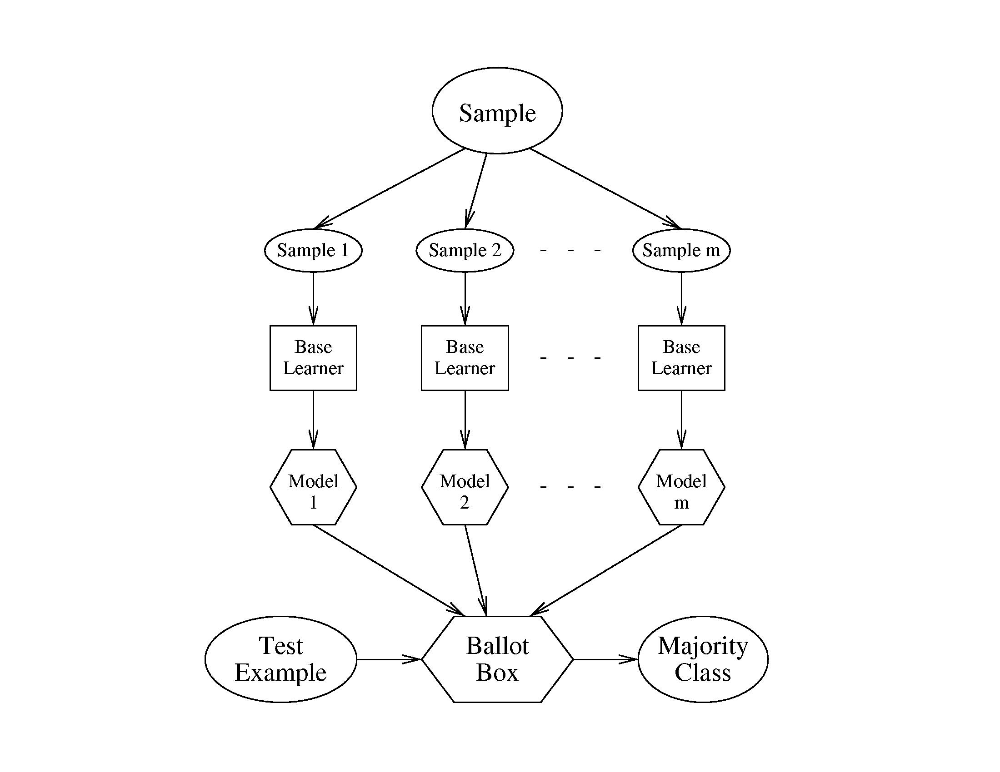 Sample
Sample 1
Sample 2
- - -
Sample m
Base
Learner
Base
Learner
- - -
Base
Learner
Model
1
Model
2
- - -
Model
m
Test
Example
Ballot
Box
Majority
Class